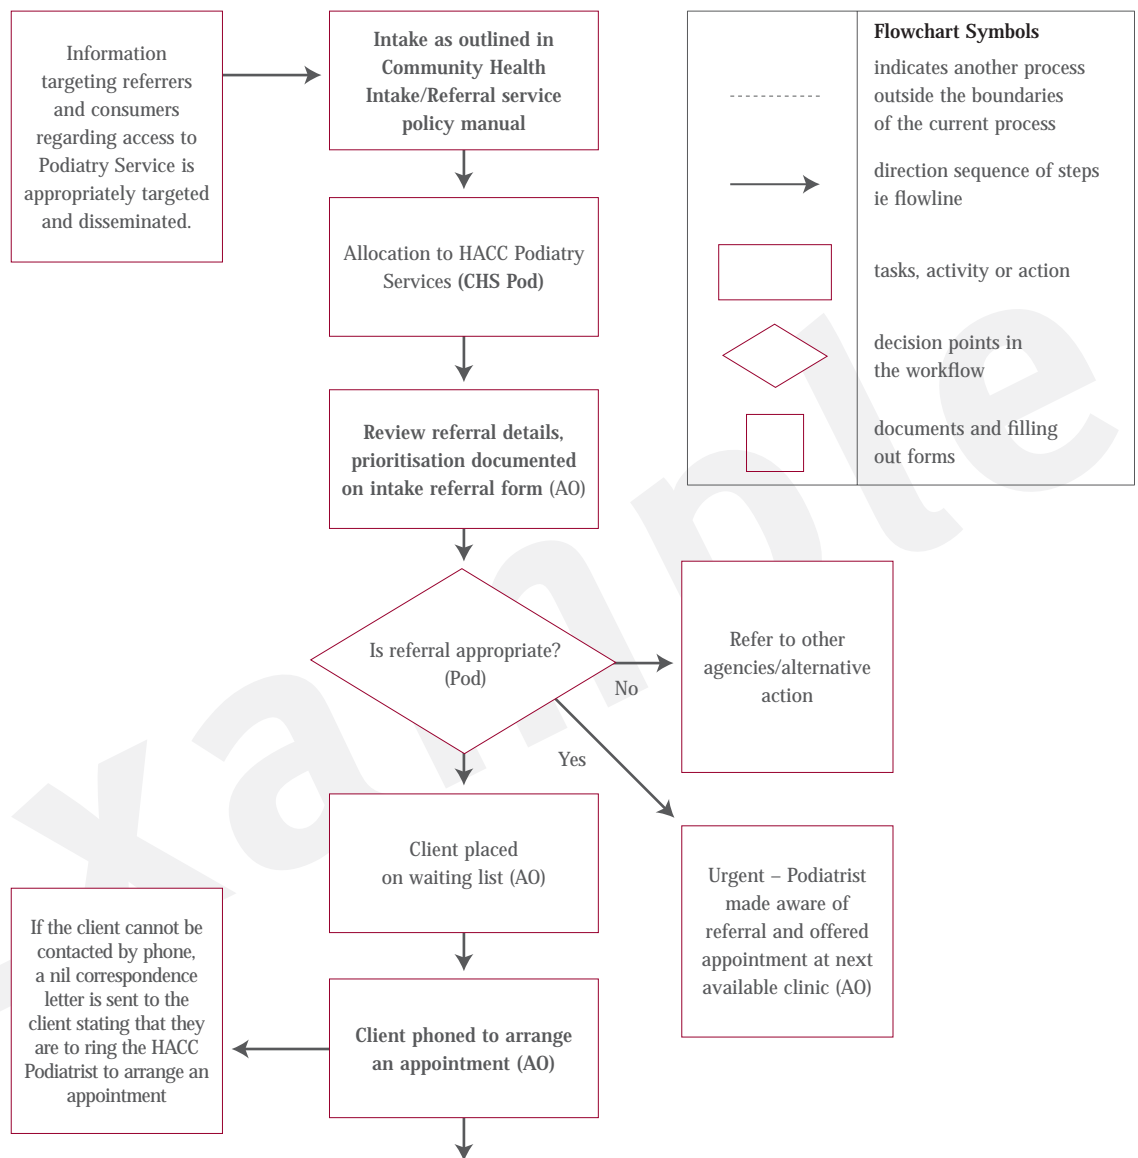 Information
targeting referrers
and consumers
regarding access to
Podiatry Service is
appropriately targeted
and disseminated.
Intake as outlined in
Community Health
Intake/Referral service
policy manual
Flowchart Symbols
indicates another process
outside the boundaries
of the current process
direction sequence of steps
ie flowline
tasks, activity or action
decision points in
the workflow
documents and filling
out forms
Allocation to HACC Podiatry
Services (CHS Pod)
Review referral details,
prioritisation documented
on intake referral form (AO)
Is referral appropriate?
(Pod)
No
Refer to other
agencies/alternative
action
Yes
Client placed
on waiting list (AO)
Urgent – Podiatrist
made aware of
referral and offered
appointment at next
available clinic (AO)
If the client cannot be
contacted by phone,
a nil correspondence
letter is sent to the
client stating that they
are to ring the HACC
Podiatrist to arrange an
appointment
Client phoned to arrange
an appointment (AO)
xample